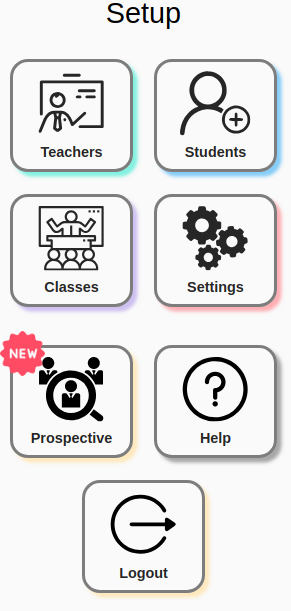 Setup
Teachers
Students
Classes
Settings
NEW
Prospective
Help
Logout